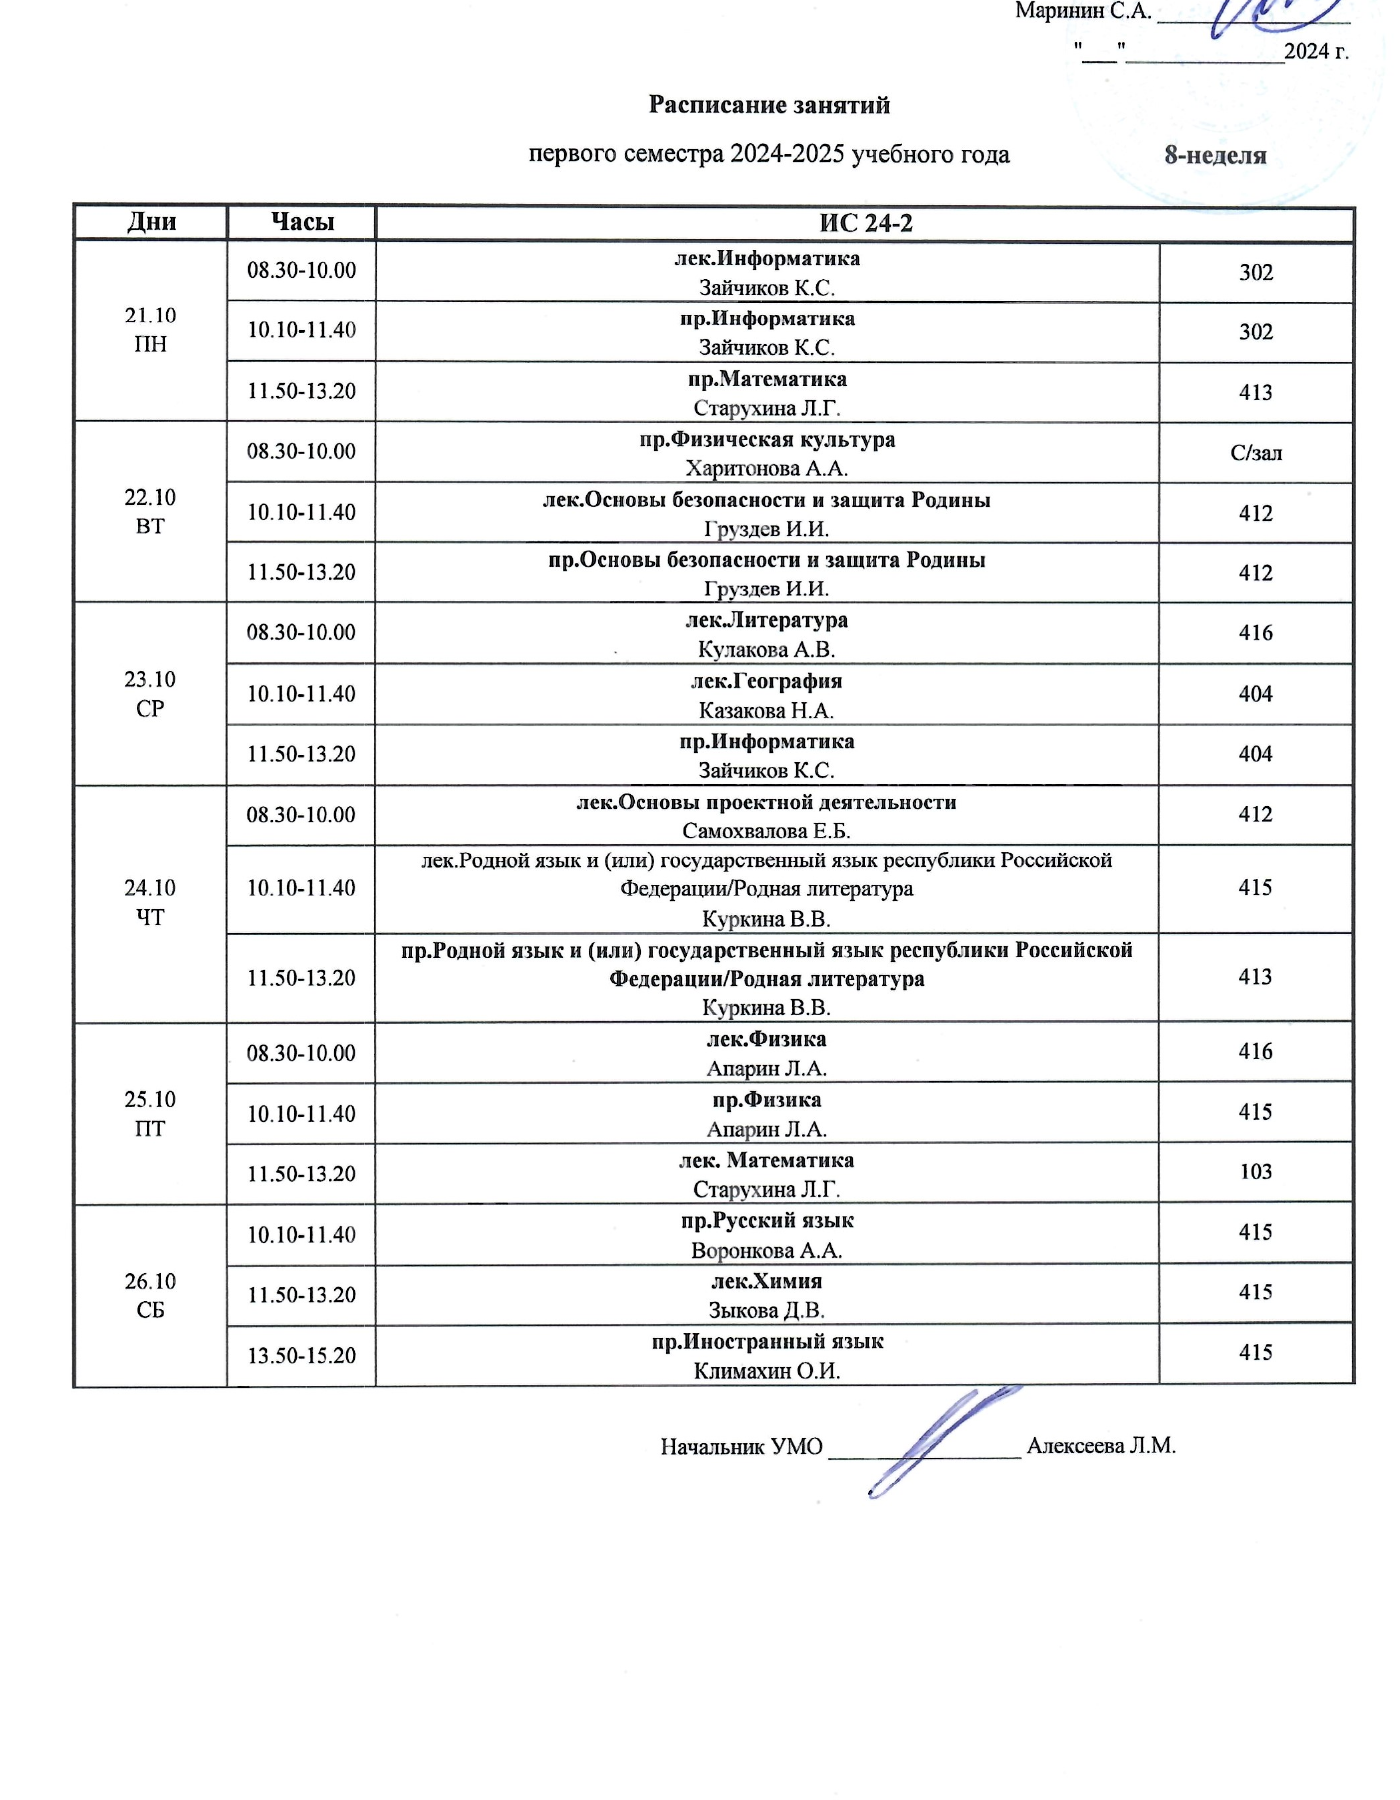 Маринин С.А. ________________
"___"_____________2024 г.
Расписание занятий
первого семестра 2024-2025 учебного года 8-неделя
Дни Часы ИС 24-2
21.10
ПН
08.30-10.00
лек.Информатика
Зайчиков К.С.
302
10.10-11.40
пр.Информатика
Зайчиков К.С.
302
11.50-13.20
пр.Математика
Старухина Л.Г.
413
22.10
ВТ
08.30-10.00
пр.Физическая культура
Харитонова А.А.
С/зал
10.10-11.40
лек.Основы безопасности и защита Родины
Груздев И.И.
412
11.50-13.20
пр.Основы безопасности и защита Родины
Груздев И.И.
412
23.10
СР
08.30-10.00
лек.Литература
Кулакова А.В.
416
10.10-11.40
лек.География
Казакова Н.А.
404
11.50-13.20
пр.Информатика
Зайчиков К.С.
404
24.10
ЧТ
08.30-10.00
лек.Основы проектной деятельности
Самохвалова Е.Б.
412
10.10-11.40
лек.Родной язык и (или) государственный язык республики Российской
Федерации/Родная литература
Куркина В.В.
415
11.50-13.20
пр.Родной язык и (или) государственный язык республики Российской
Федерации/Родная литература
Куркина В.В.
413
25.10
ПТ
08.30-10.00
лек.Физика
Апарин Л.А.
416
10.10-11.40
пр.Физика
Апарин Л.А.
415
11.50-13.20
лек. Математика
Старухина Л.Г.
103
26.10
СБ
10.10-11.40
пр.Русский язык
Воронкова А.А.
415
11.50-13.20
лек.Химия
Зыкова Д.В.
415
13.50-15.20
пр.Иностранный язык
Климахин О.И.
415
Начальник УМО ________________ Алексеева Л.М.